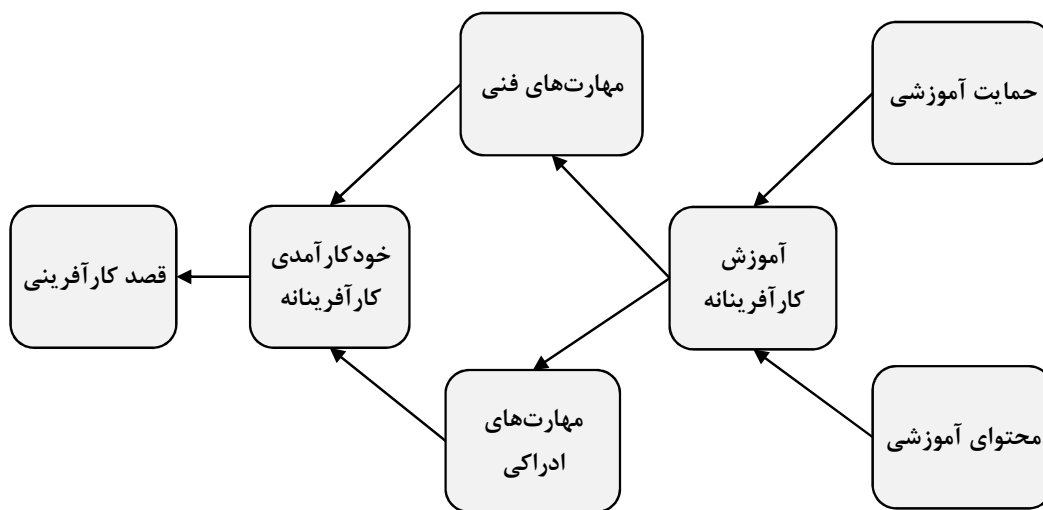 حمایت آموزشی
مهارت‌های فنی
آموزش
کارآفرینانه
خودکارآمدی
کارآفرینانه
قصد کارآفرینی
محتوای آموزشی
مهارت‌های
ادراکی